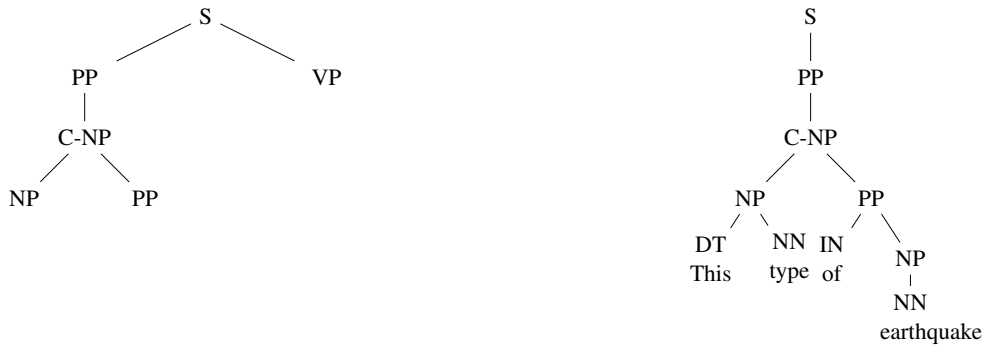 S S
PP VP PP
C-NP C-NP
NP PP NP PP
DT NN IN NP
This type of
NN
earthquake